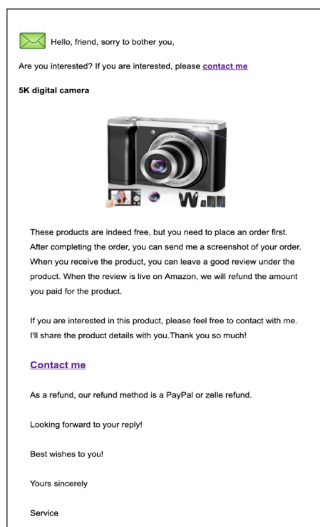 Hello, friend, sorry to bother you,
Are you interested? If you are interested, please contact me
5K digital camera
These products are indeed free, but you need to place an order first.
After completing the order, you can send me a screenshot of your order.
When you receive the product, you can leave a good review under the
product. When the review is live on Amazon, we will refund the amount
you paid for the product.
If you are interested in this product, please feel free to contact with me.
I'll share the product details with you.Thank you so much!
Contact me
As a refund, our refund method is a PayPal or zelle refund.
Looking forward to your reply!
Best wishes to you!
Yours sincerely
Service